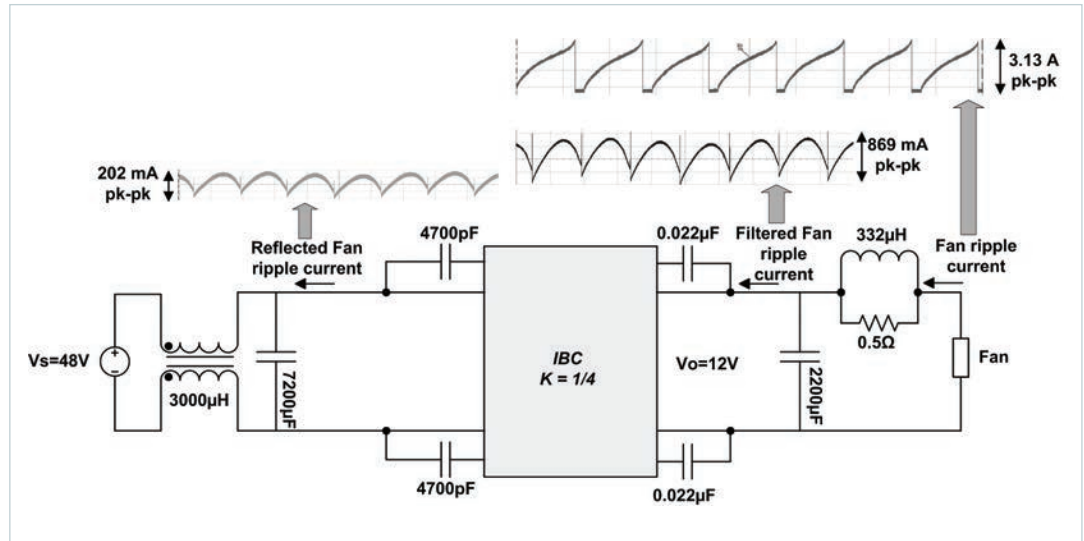 3.13 A
pk-pk
869 mA
pk-pk
202 mA
pk-pk
Reflected Fan
ripple current
4700pF
0.022µF
Filtered Fan
ripple
current
332µH
Fan ripple
current
0.5Ω
Vs=48V
3000µH
7200µF
IBC
K = 1/4
Vo=12V
2200µF
Fan
4700pF
0.022µF